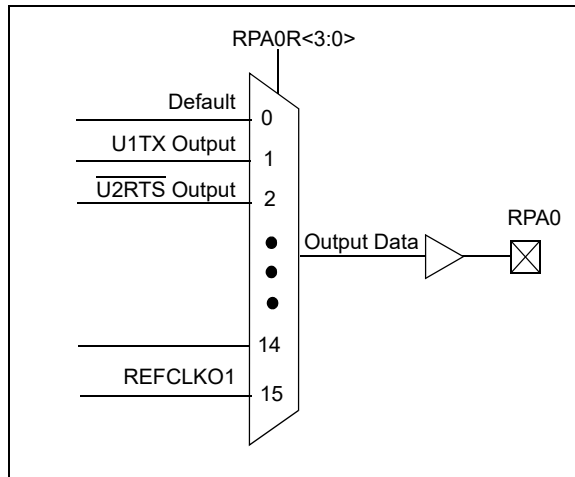 RPA0R<3:0>
Default
0
U1TX Output
1
U2RTS Output
2
RPA0
Output Data
14
REFCLKO1
15